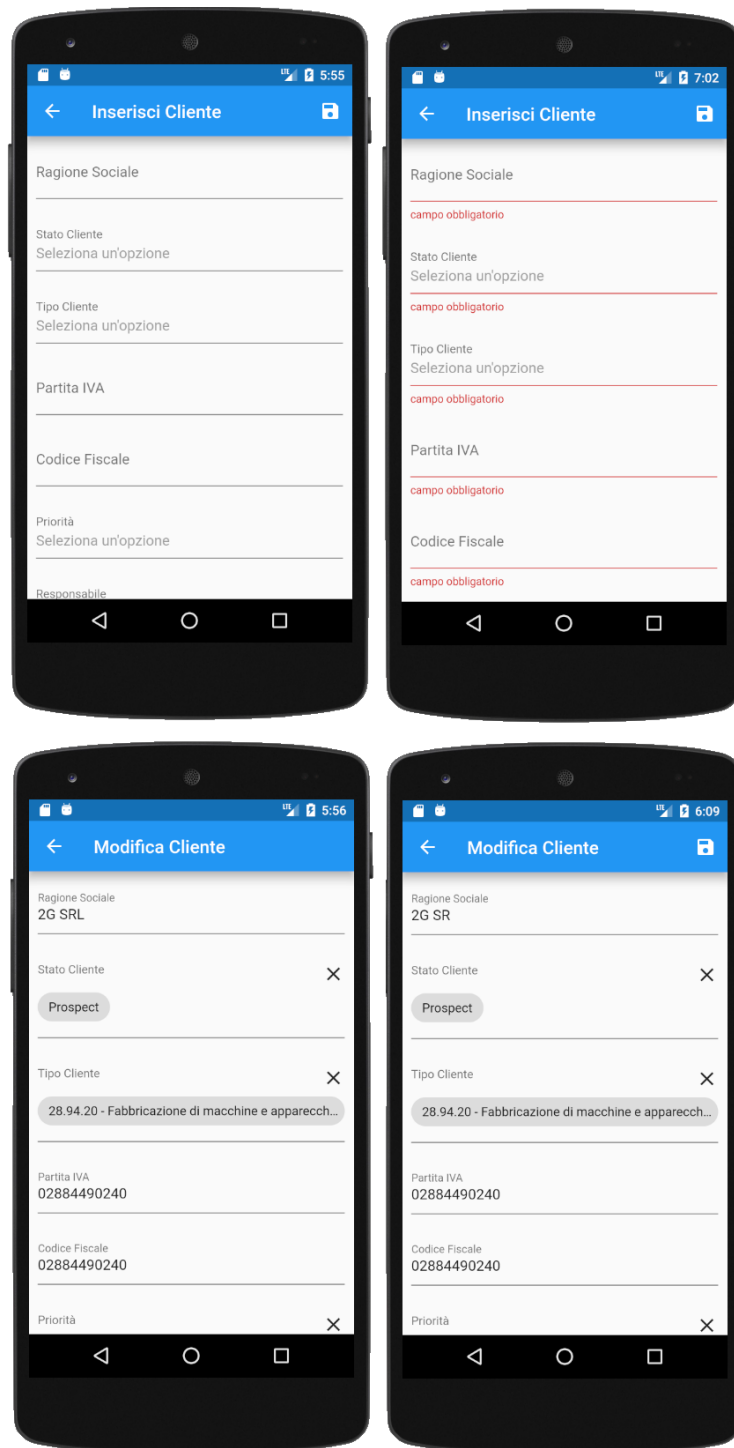 LTE 5:55
Inserisci Cliente
Ragione Sociale
Stato Cliente
Seleziona un'opzione
Tipo Cliente
Seleziona un'opzione
Partita IVA
Codice Fiscale
Priorità
Seleziona un'opzione
Responsabile
LTE 7:02
Inserisci Cliente
Ragione Sociale
campo obbligatorio
Stato Cliente
Seleziona un'opzione
campo obbligatorio
Tipo Cliente
Seleziona un'opzione
campo obbligatorio
Partita IVA
campo obbligatorio
Codice Fiscale
campo obbligatorio
LTE 5:56
Modifica Cliente
Ragione Sociale
2G SRL
Stato Cliente
Prospect
Tipo Cliente
28.94.20 - Fabbricazione di macchine e apparecch...
Partita IVA
02884490240
Codice Fiscale
02884490240
Priorità
LTE 6:09
Modifica Cliente
Ragione Sociale
2G SR
Stato Cliente
Prospect
Tipo Cliente
28.94.20 - Fabbricazione di macchine e apparecch...
Partita IVA
02884490240
Codice Fiscale
02884490240
Priorità